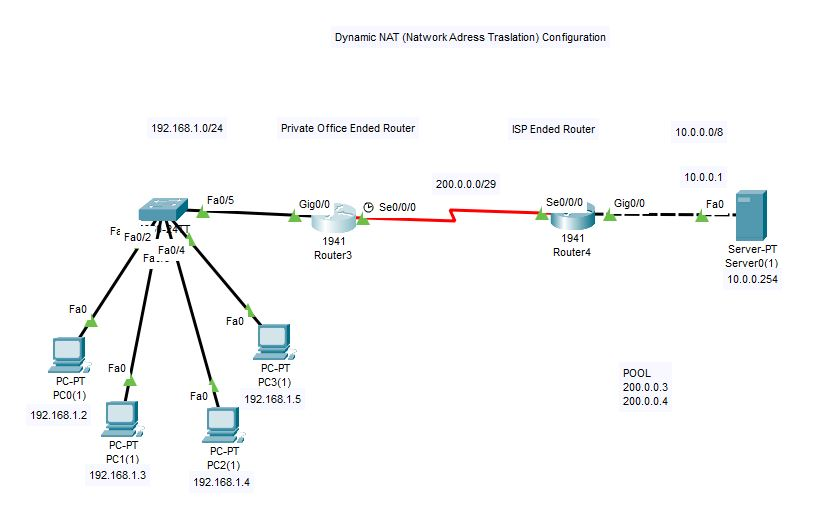 Dynamic NAT (Natwork Adress Traslation) Configuration
192.168.1.0/24
Private Office Ended Router
ISP Ended Router
10.0.0.0/8
10.0.0.1
200.0.0.0/29
Fa0/5
Gig0/0
Se0/0/0
Se0/0/0
Gig0/0
Fa0
Fa0/2
Fa0/4
1941
Router3
1941
Router4
Server-PT
Server0(1)
10.0.0.254
Fa0
Fa0
Fa0
Fa0
PC-PT
PC0(1)
192.168.1.2
PC-PT
PC1(1)
192.168.1.3
PC-PT
PC2(1)
192.168.1.4
PC-PT
PC3(1)
192.168.1.5
POOL
200.0.0.3
200.0.0.4